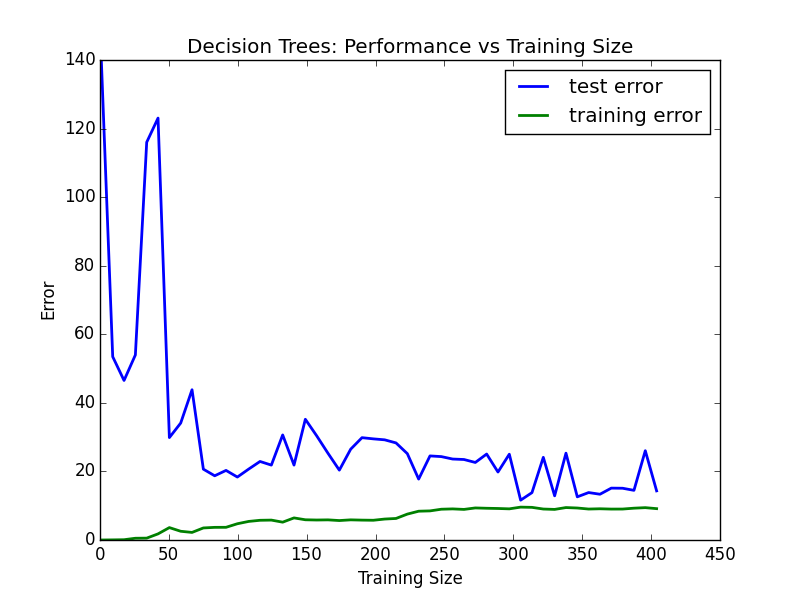 Decision Trees: Performance vs Training Size
140
120
100
80
60
40
20
0
Error
test error
training error
0 50 100 150 200 250 300 350 400 450
Training Size